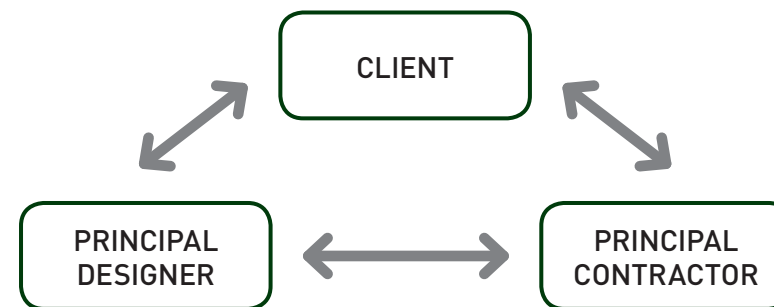 CLIENT
PRINCIPAL
DESIGNER
PRINCIPAL
CONTRACTOR